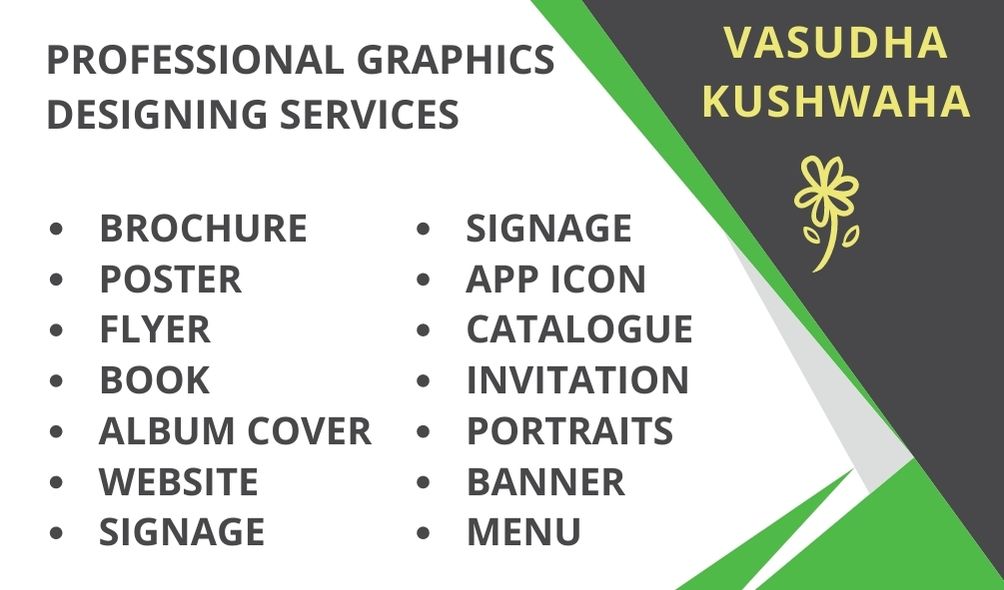 PROFESSIONAL GRAPHICS
DESIGNING SERVICES
VASUDHA
KUSHWAHA
• BROCHURE
• POSTER
• FLYER
• BOOK
• ALBUM COVER
• WEBSITE
• SIGNAGE
• SIGNAGE
• APP ICON
• CATALOGUE
• INVITATION
• PORTRAITS
• BANNER
• MENU